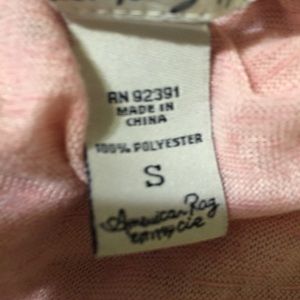 RN 92391
MADE IN
CHINA
100% POLYESTER
S
American Rag
cie